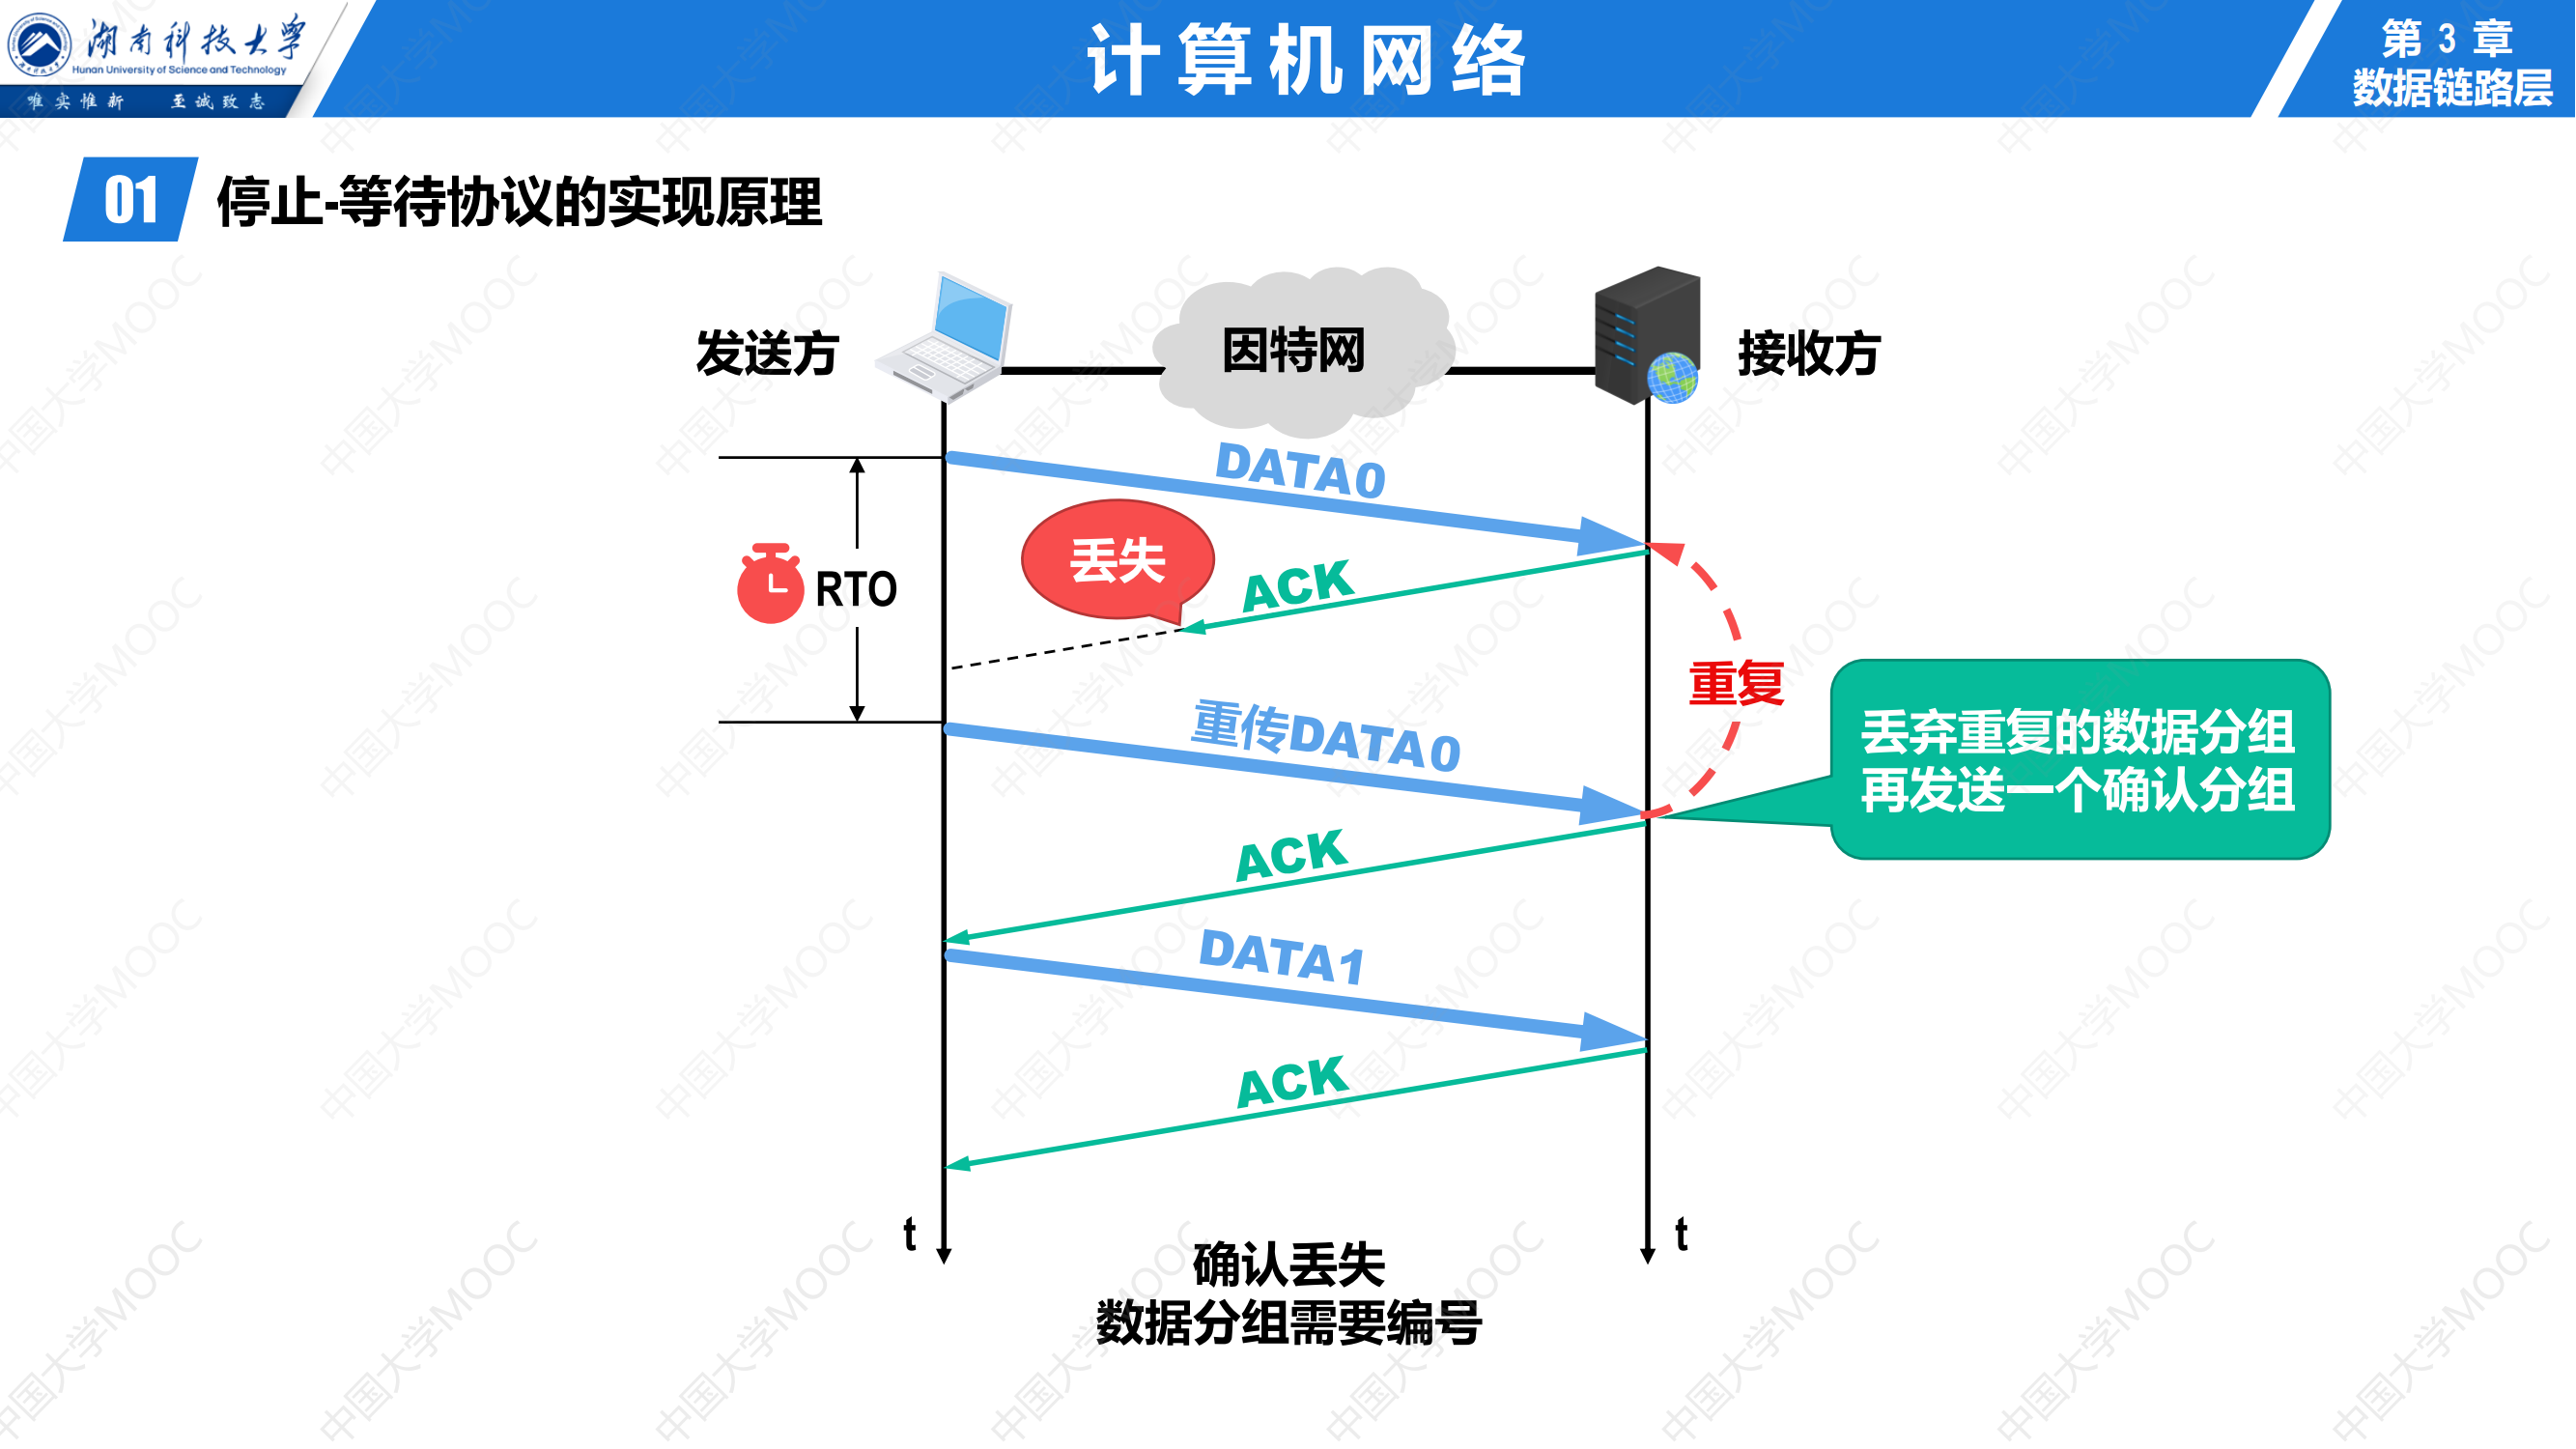 湖南科技大学
Hunan University of Science and Technology
唯实惟新 至诚致志
计算机网络
第 3 章
数据链路层
01 停止-等待协议的实现原理
发送方
因特网
接收方
DATA0
丢失
ACK
RTO
重复
重传DATA0
丢弃重复的数据分组
再发送一个确认分组
ACK
DATA1
ACK
t
t
确认丢失
数据分组需要编号
中国大学MOOC